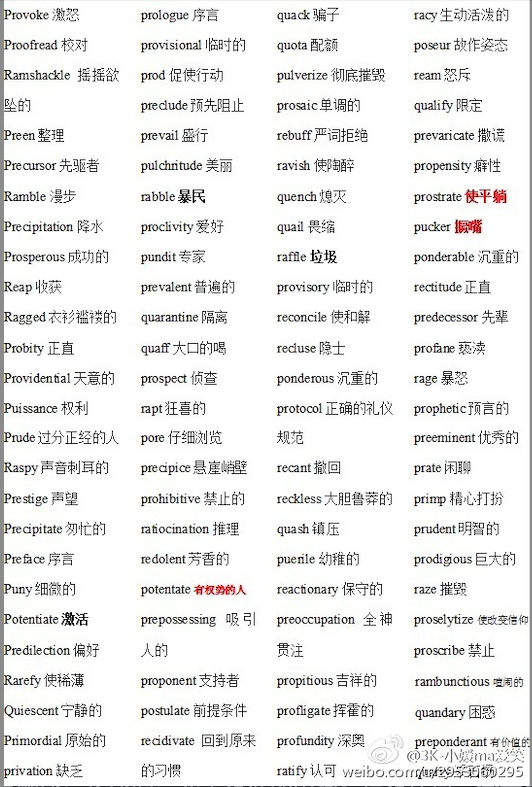 Provoke 激怒
Proofread 校对
Ramshackle 摇摇欲
坠的
Preen 整理
Precursor 先驱者
Ramble 漫步
Precipitation 降水
Prosperous 成功的
Reap 收获
Ragged 衣衫褴褛的
Probity 正直
Providential 天意的
Puissance 权利
Prude 过分正经的人
Raspy 声音刺耳的
Prestige 声望
Precipitate 匆忙的
Preface 序言
Puny 细微的
Potentiate 激活
Predilection 偏好
Rarefy 使稀薄
Quiescent 宁静的
Primordial 原始的
privation 缺乏
prologue 序言
provisional 临时的
prod 促使行动
preclude 预先阻止
prevail 盛行
pulchritude 美丽
rabble 暴民
proclivity 爱好
pundit 专家
prevalent 普遍的
quarantine 隔离
quaff 大口的喝
prospect 侦查
rapt 狂喜的
pore 仔细浏览
precipice 悬崖峭壁
prohibitive 禁止的
ratiocination 推理
redolent 芳香的
potentate 有权势的人
prepossessing 吸引
人的
proponent 支持者
postulate 前提条件
recidivate 回到原来
的习惯
quack 骗子
quota 配额
pulverize 彻底摧毁
prosaic 单调的
rebuff 严词拒绝
ravish 使陶醉
quench 熄灭
quail 畏缩
raffle 垃圾
provisory 临时的
reconcile 使和解
recluse 隐士
ponderous 沉重的
protocol 正确的礼仪
规范
recant 撤回
reckless 大胆鲁莽的
quash 镇压
puerile 幼稚的
reactionary 保守的
preoccupation 全神
贯注
propitious 吉祥的
profligate 挥霍的
profundity 深奥
ratify 认可
racy 生动活泼的
poseur 故作姿态
ream 怒斥
qualify 限定
prevaricate 撒谎
propensity 癖性
prostrate 使平躺
pucker 撅嘴
ponderable 沉重的
rectitude 正直
predecessor 先辈
profane 亵渎
rage 暴怒
prophetic 预言的
preeminent 优秀的
prate 闲聊
primp 精心打扮
prudent 明智的
prodigious 巨大的
raze 摧毁
proselytize 使改变信仰
proscribe 禁止
rambunctious 喧闹的
quandary 困惑
preponderant 有价值的
@3K-小媛ma爱笑